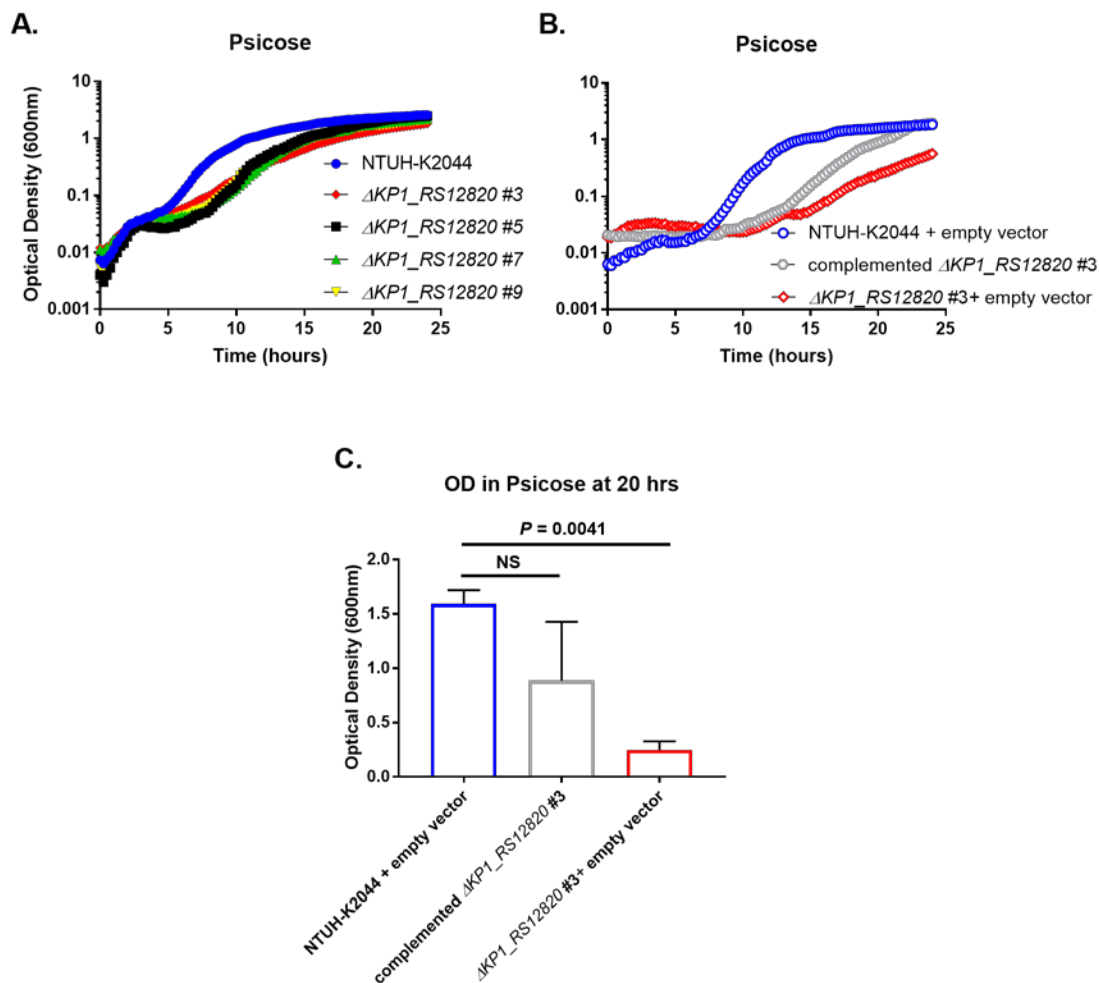 A.
Psicose
Optical Density (600nm)
10
1
0.1
0.01
0.001
0
5
10
15
20
25
Time (hours)
NTUH-K2044
ΔKP1_RS12820 #3
ΔKP1_RS12820 #5
ΔKP1_RS12820 #7
ΔKP1_RS12820 #9
B.
Psicose
10
1
0.1
0.01
0.001
0
5
10
15
20
25
Time (hours)
NTUH-K2044 + empty vector
complemented ΔKP1_RS12820 #3
ΔKP1_RS12820 #3+ empty vector
C.
OD in Psicose at 20 hrs
P = 0.0041
NS
Optical Density (600nm)
2.0
1.5
1.0
0.5
0.0
NTUH-K2044 + empty vector
complemented ΔKP1_RS12820 #3
ΔKP1_RS12820 #3+ empty vector